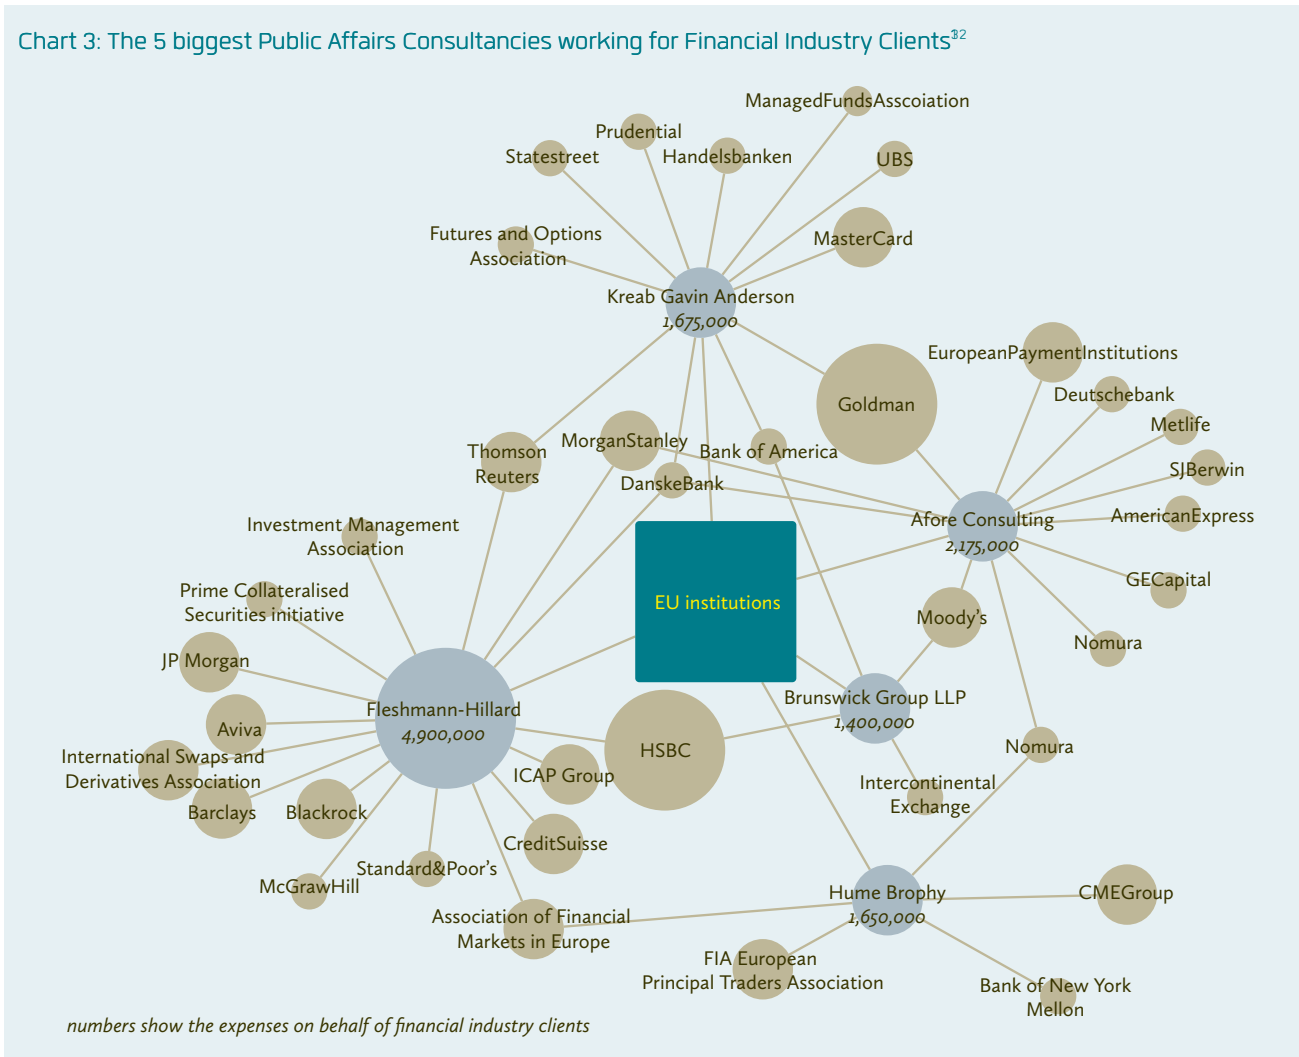 Chart 3: The 5 biggest Public Affairs Consultancies working for Financial Industry Clients
ManagedFundsAsscoiation
Prudential
Statestreet
Handelsbanken
UBS
Futures and Options
Association
MasterCard
Kreab Gavin Anderson
1,675,000
EuropeanPaymentInstitutions
Deutschebank
Goldman
Metlife
MorganStanley
Bank of America
Thomson
Reuters
SJBerwin
DanskeBank
AmericanExpress
Afore Consulting
2,175,000
Investment Management
Association
GECapital
Prime Collateralised
Securities initiative
EU institutions
Moody's
Nomura
JP Morgan
Fleshmann-Hillard
4,900,000
Brunswick Group LLP
1,400,000
Aviva
HSBC
Nomura
International Swaps and
Derivatives Association
ICAP Group
Intercontinental
Exchange
Barclays
Blackrock
CreditSuisse
Standard&Poor's
McGrawHill
Hume Brophy
1,650,000
CMEGroup
Association of Financial
Markets in Europe
FIA European
Principal Traders Association
Bank of New York
Mellon
numbers show the expenses on behalf of financial industry clients